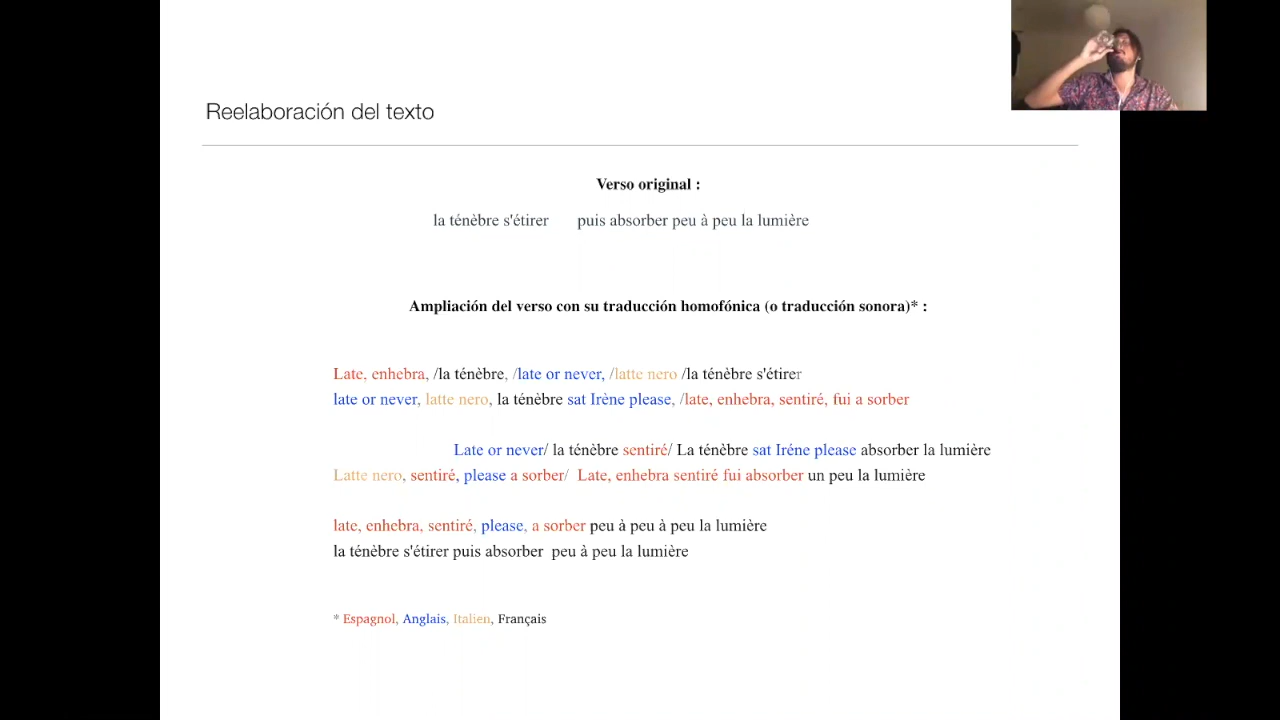 Reelaboración del texto
Verso original :
la ténèbre s'étirer puis absorber peu à peu la lumière
Ampliación del verso con su traducción homofónica (o traducción sonora)* :
Late, enhebra, /la ténèbre, /late or never, /latte nero /la ténèbre s'étirer
late or never, latte nero, la ténèbre sat Irène please, /late, enhebra, sentiré, fui a sorber
Late or never/ la ténèbre sentiré/ La ténèbre sat Iréne please absorber la lumière
Latte nero, sentiré, please a sorber/ Late, enhebra sentiré fui absorber un peu la lumière
late, enhebra, sentiré, please, a sorber peu à peu à peu la lumière
la ténèbre s'étirer puis absorber peu à peu la lumière
* Espagnol, Anglais, Italien, Français